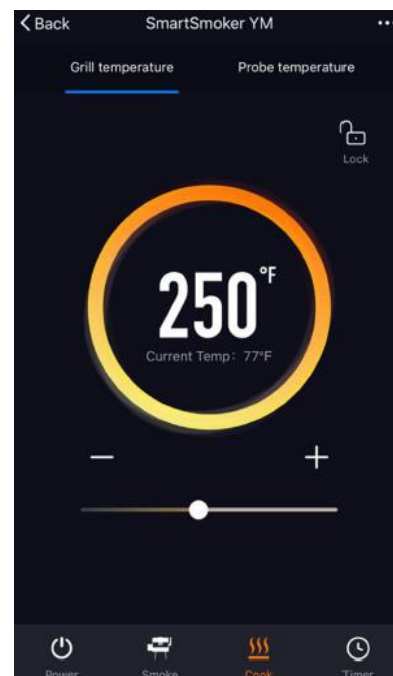 Back SmartSmoker YM
Grill temperature Probe temperature
Lock
250°F
Current Temp: 77°F
Power Smoke Cook Timer